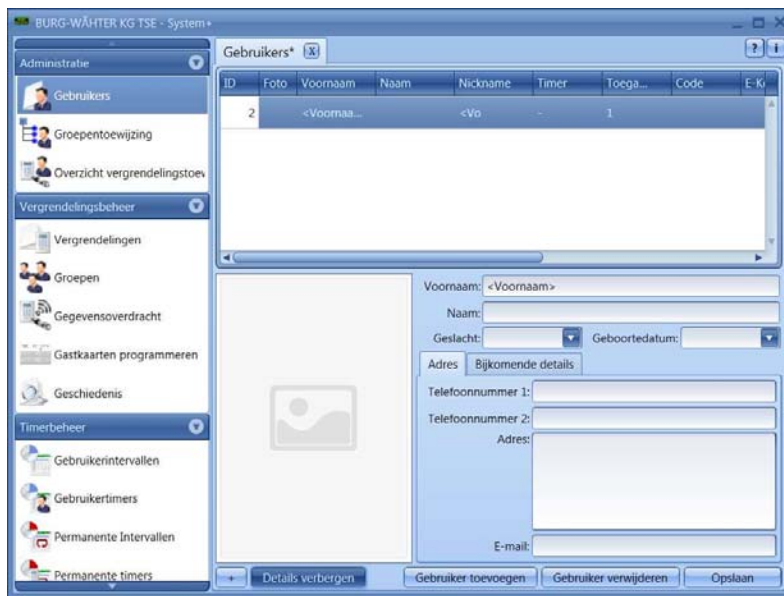 BURG-WÄHTER KG TSE - System+
Administratie
Gebruikers
Groepentoewijzing
Overzicht vergrendelingstoew
Vergrendelingsbeheer
Vergrendelingen
Groepen
Gegevensoverdracht
Gastkaarten programmeren
Geschiedenis
Timerbeheer
Gebruikerintervallen
Gebruikertimers
Permanente Intervallen
Permanente timers
Gebruikers* X
? i
ID Foto Voornaam Naam Nickname Timer Toega... Code E-K
2 <Voornaa... <Vo - 1
Voornaam: <Voornaam>
Naam:
Geslacht: Geboortedatum:
Adres Bijkomende details
Telefoonnummer 1:
Telefoonnummer 2:
Adres:
E-mail:
+ Details verbergen Gebruiker toevoegen Gebruiker verwijderen Opslaan